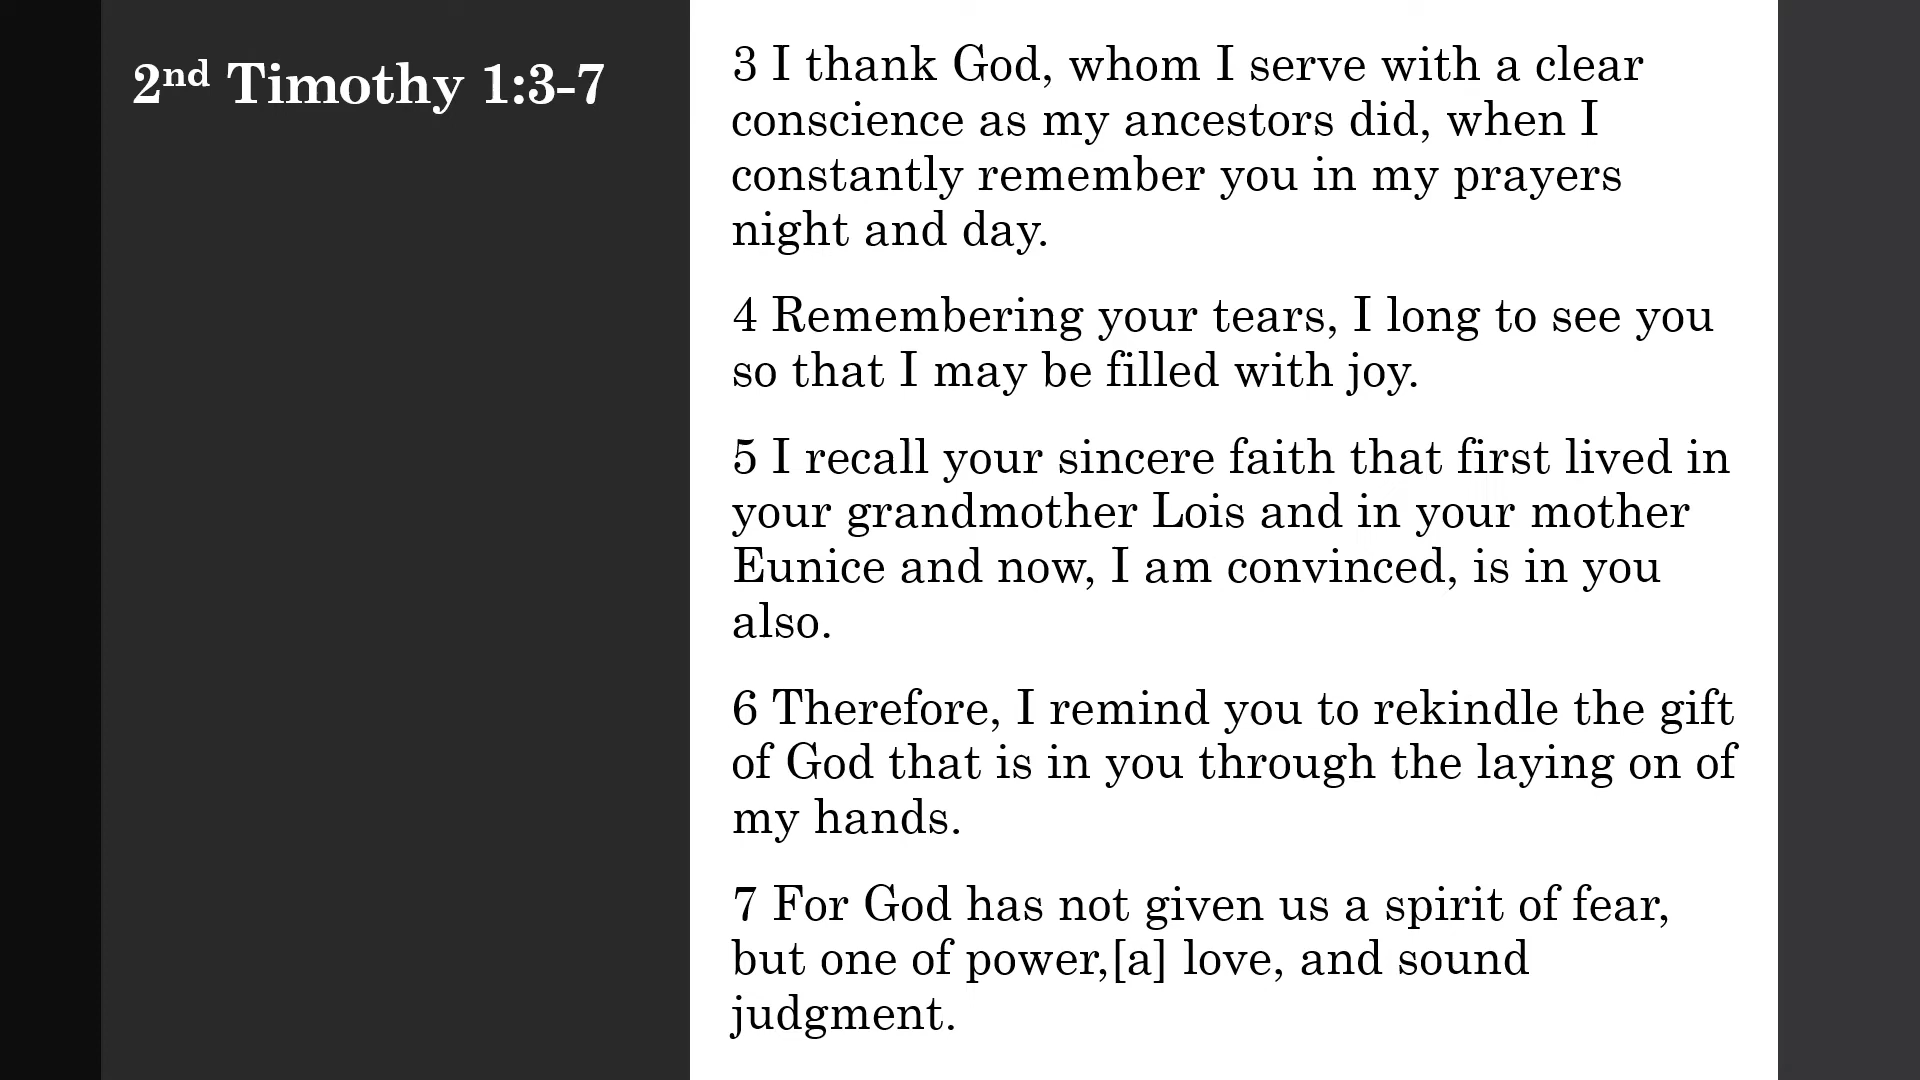 2nd Timothy 1:3-7
3 I thank God, whom I serve with a clear
conscience as my ancestors did, when I
constantly remember you in my prayers
night and day.
4 Remembering your tears, I long to see you
so that I may be filled with joy.
5 I recall your sincere faith that first lived in
your grandmother Lois and in your mother
Eunice and now, I am convinced, is in you
also.
6 Therefore, I remind you to rekindle the gift
of God that is in you through the laying on of
my hands.
7 For God has not given us a spirit of fear,
but one of power,[a] love, and sound
judgment.